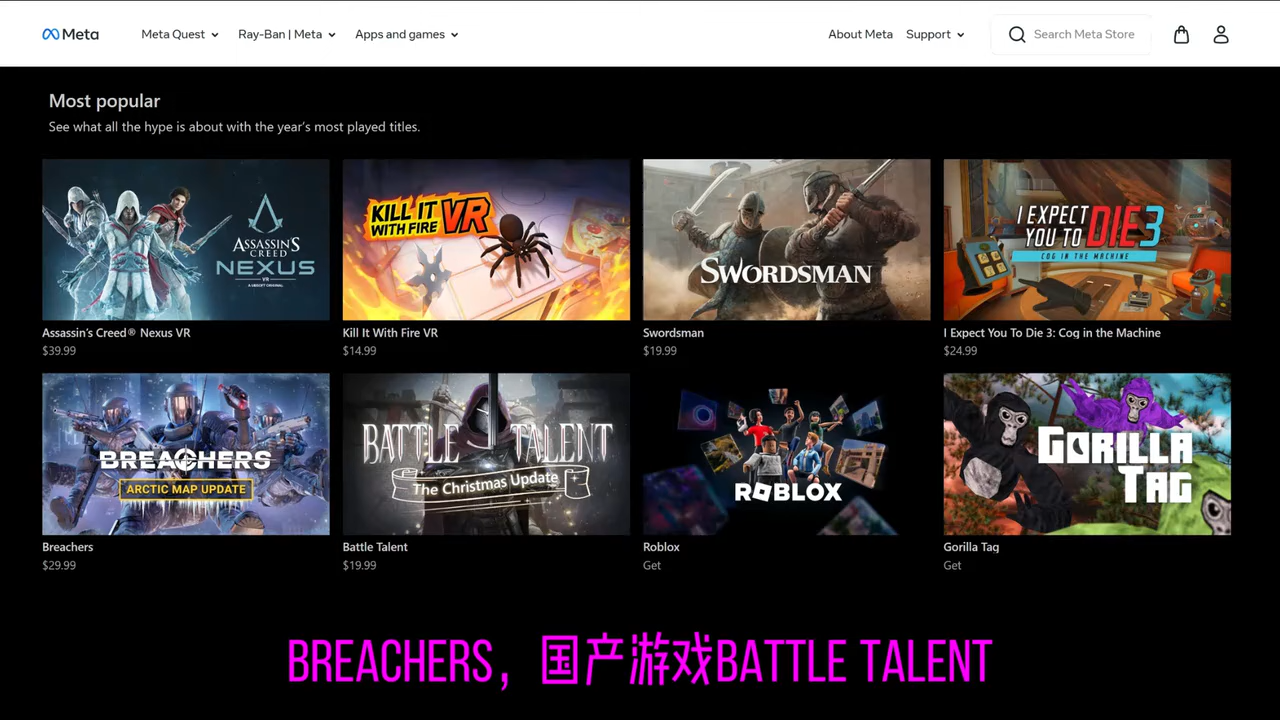 Meta
Meta Quest
Ray-Ban | Meta
Apps and games
About Meta
Support
Search Meta Store
Most popular
See what all the hype is about with the year's most played titles.
ASSASSIN'S
CREED
NEXUS
VR
A UBISOFT ORIGINAL
KILL IT
WITH FIRE VR
SWORDSMAN
I EXPECT
YOU TO DIE 3
COG IN THE MACHINE
Assassin's Creed® Nexus VR
$39.99
Kill It With Fire VR
$14.99
Swordsman
$19.99
I Expect You To Die 3: Cog in the Machine
$24.99
BREACHERS
ARCTIC MAP UPDATE
BATTLE TALENT
The Christmas Update
ROBLOX
GORILLA
TAG
Breachers
$29.99
Battle Talent
$19.99
Roblox
Get
Gorilla Tag
Get
BREACHERS，国产游戏BATTLE TALENT